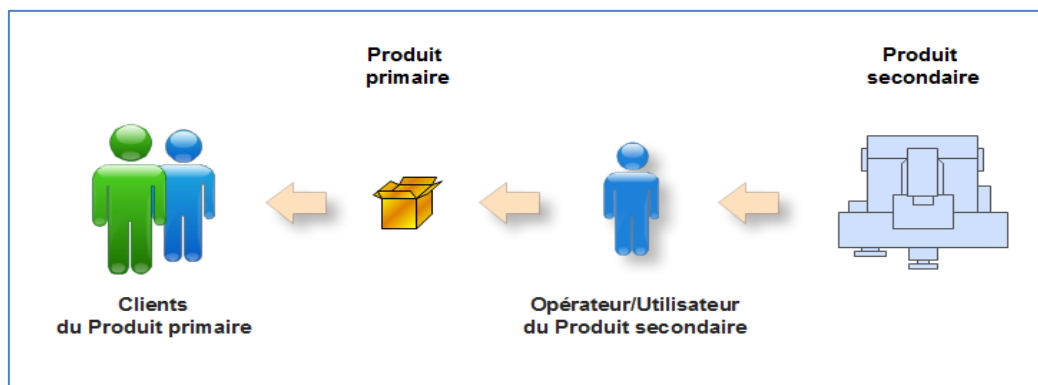 Produit
primaire
Produit
secondaire
Clients
du Produit primaire
Opérateur/Utilisateur
du Produit secondaire